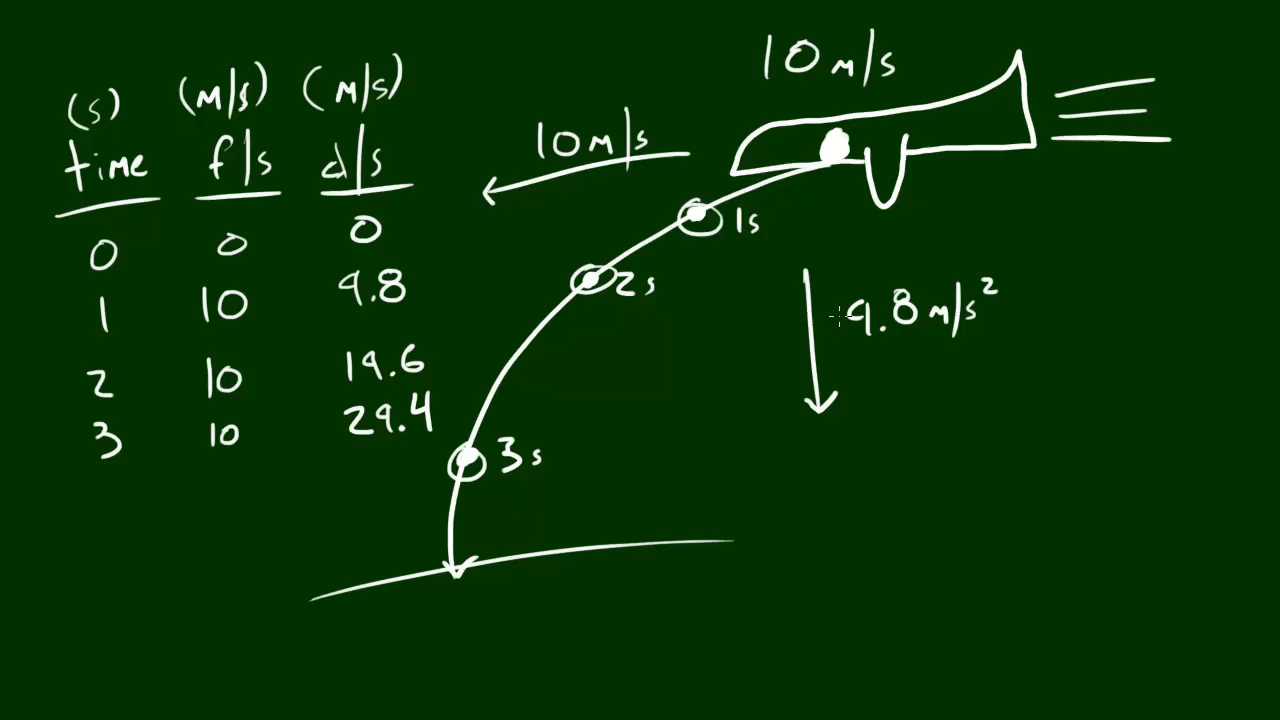 10 m/s
(s) (m/s) (m/s)
time f/s d/s
10 m/s
0 0 0
1 10 9.8
2 10 19.6
3 10 29.4
1s
2s
3s
9.8 m/s²